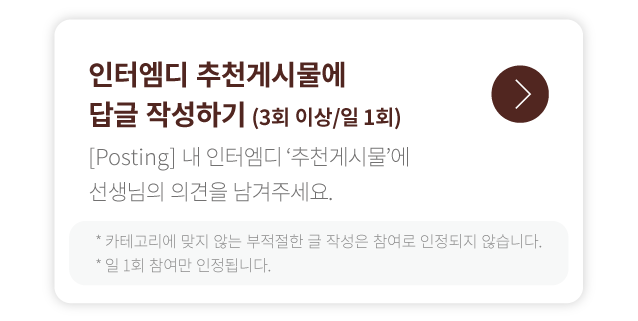 인터엠디 추천게시물에
답글 작성하기 (3회 이상/일 1회)
[Posting] 내 인터엠디 ‘추천게시물’에
선생님의 의견을 남겨주세요.
* 카테고리에 맞지 않는 부적절한 글 작성은 참여로 인정되지 않습니다.
* 일 1회 참여만 인정됩니다.